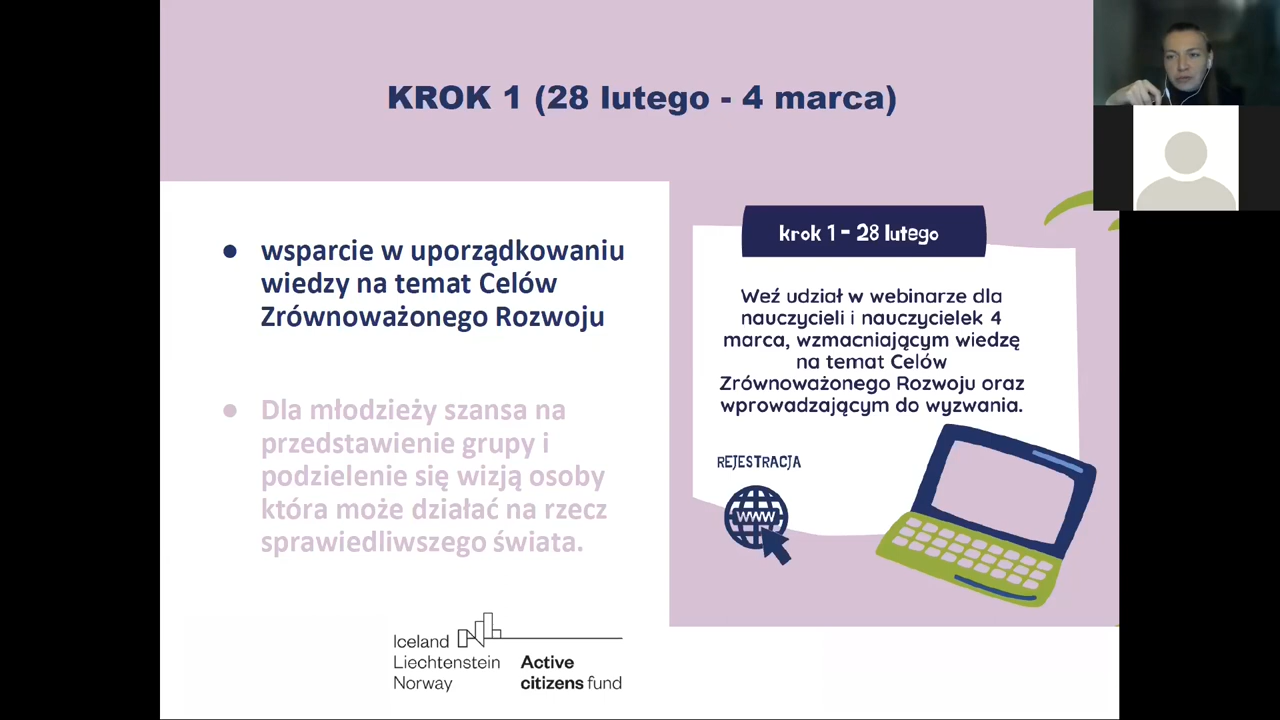 KROK 1 (28 lutego - 4 marca)
● wsparcie w uporządkowaniu
wiedzy na temat Celów
Zrównoważonego Rozwoju
● Dla młodzieży szansa na
przedstawienie grupy i
podzielenie się wizją osoby
która może działać na rzecz
sprawiedliwszego świata.
krok 1 - 28 lutego
Weź udział w webinarze dla
nauczycieli i nauczycielek 4
marca, wzmacniającym wiedzę
na temat Celów
Zrównoważonego Rozwoju oraz
wprowadzającym do wyzwania.
REJESTRACJA
WWW
Iceland
Liechtenstein
Norway
Active
citizens fund